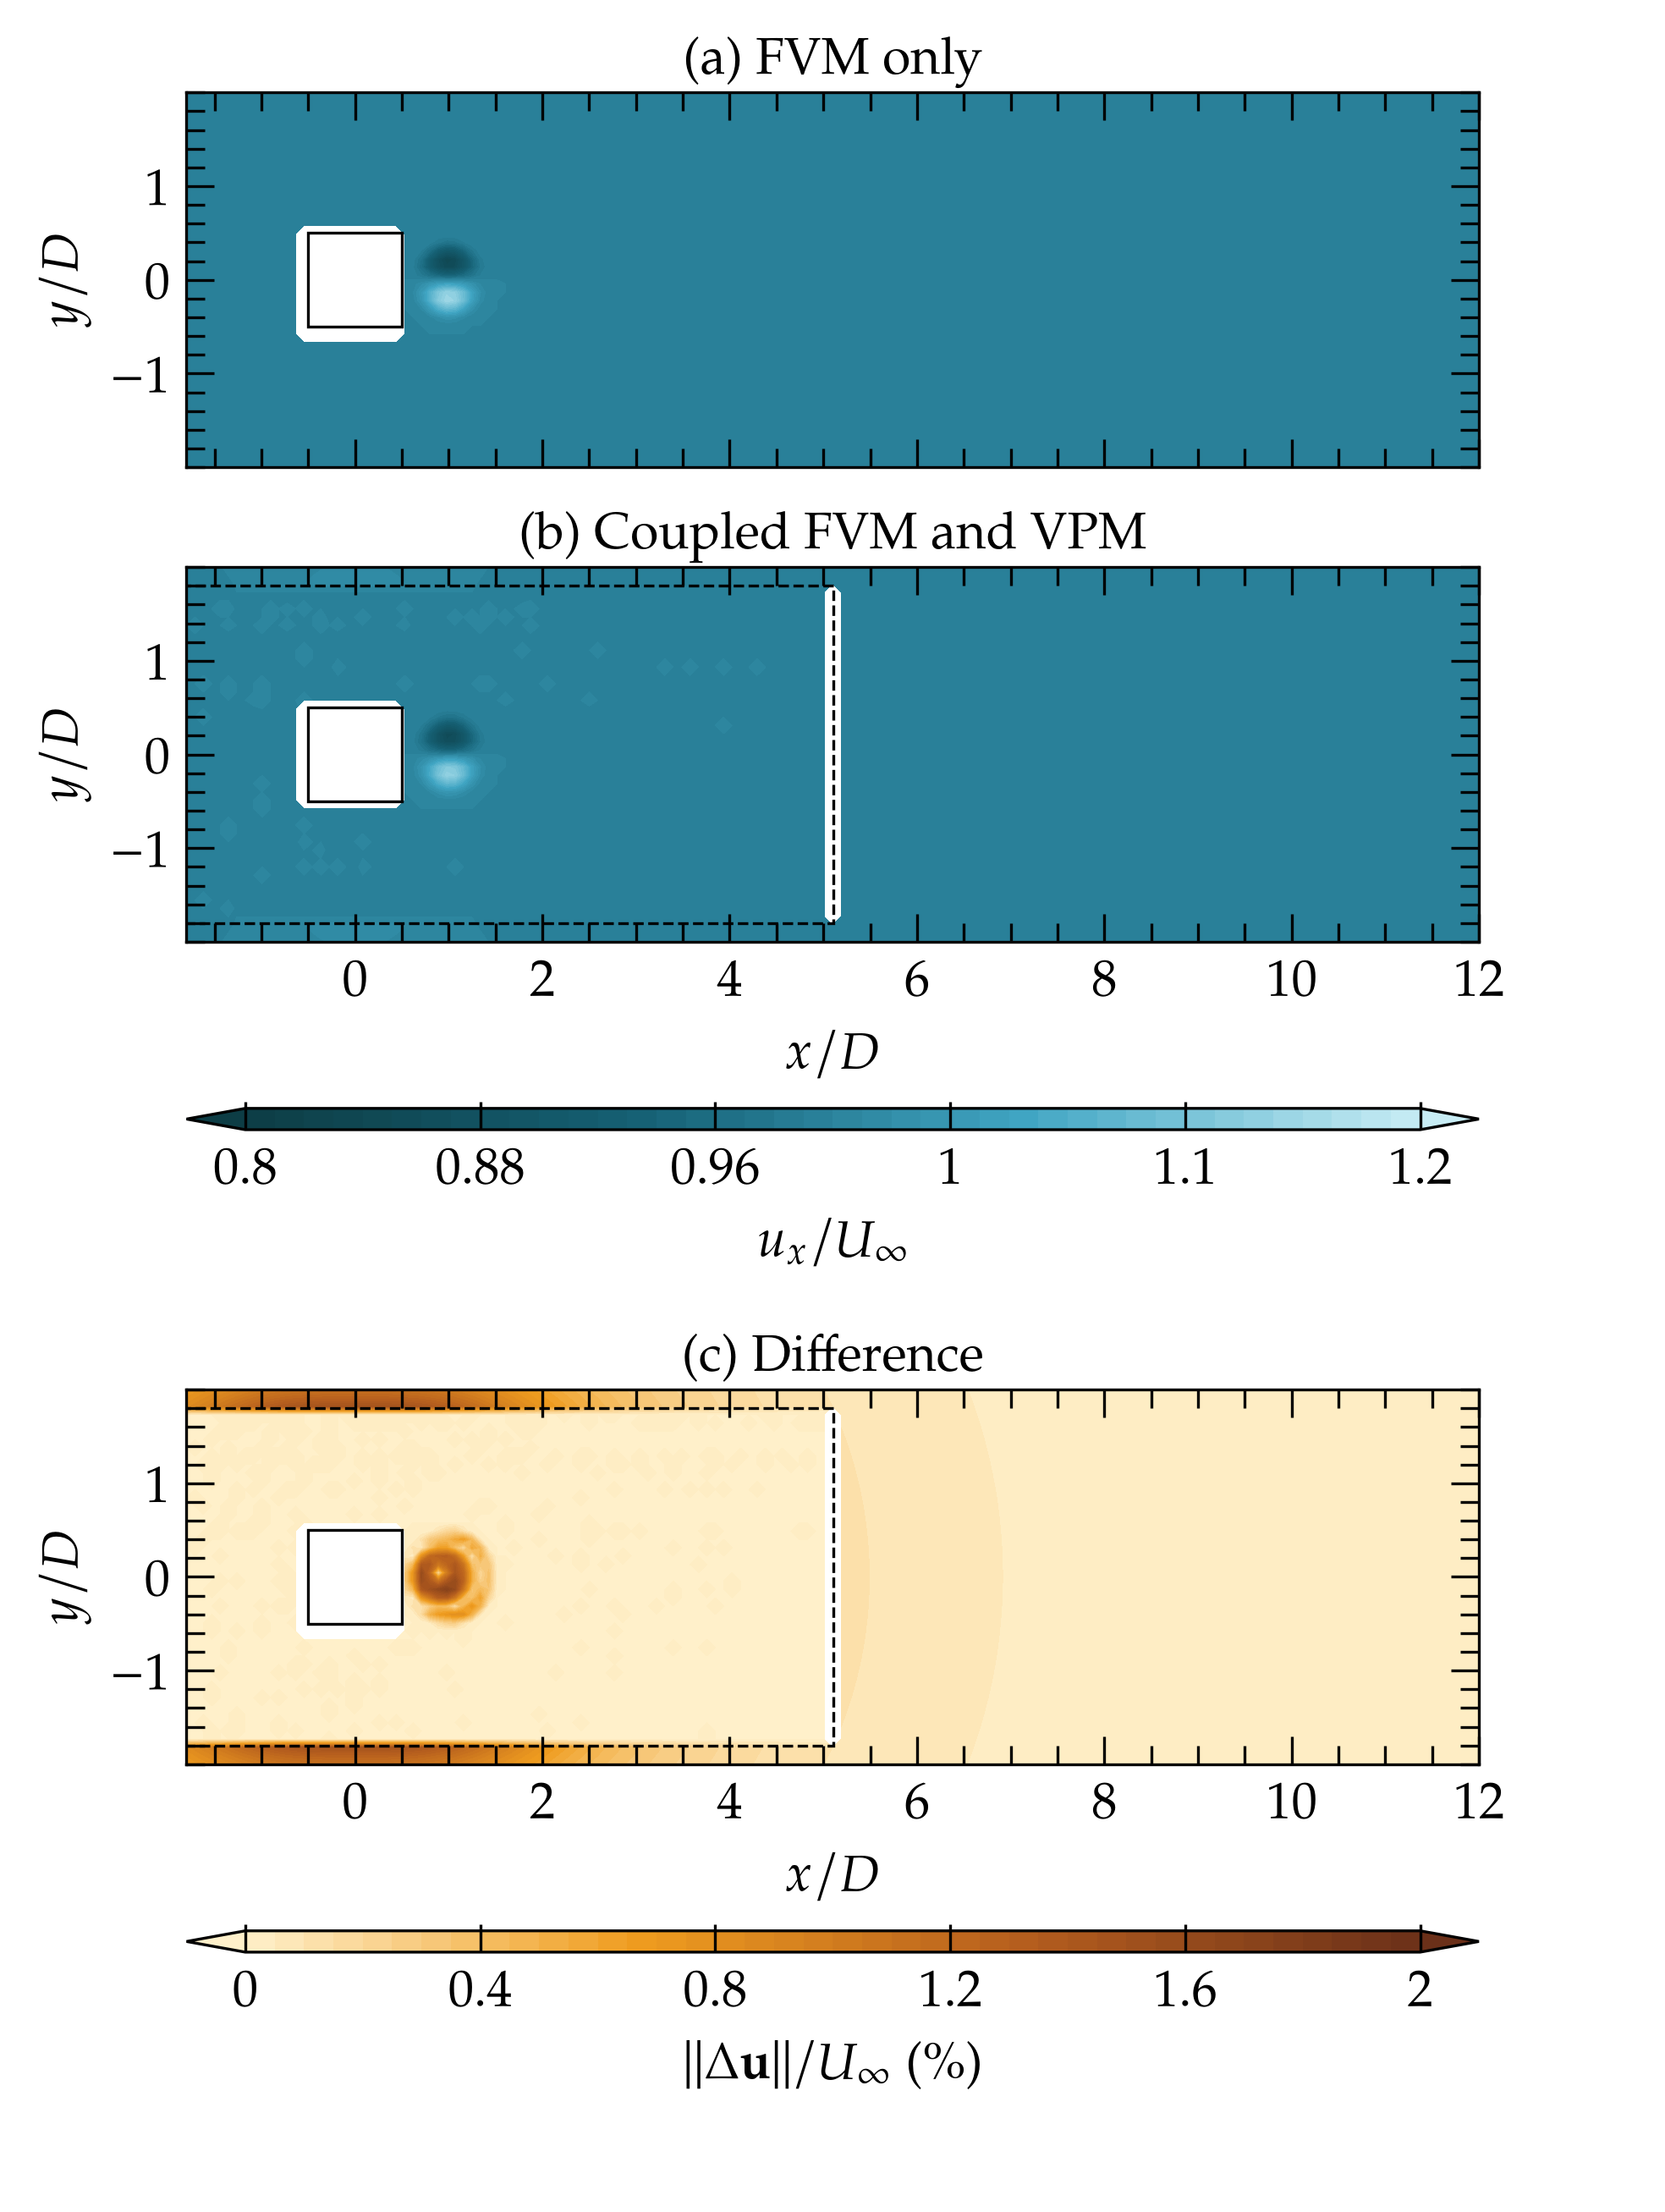 (a) FVM only
1
0
−1
y/D
(b) Coupled FVM and VPM
1
0
−1
y/D
0 2 4 6 8 10 12
x/D
0.8 0.88 0.96 1 1.1 1.2
u_x/U_∞
(c) Difference
1
0
−1
y/D
0 2 4 6 8 10 12
x/D
0 0.4 0.8 1.2 1.6 2
||Δ𝐮||/U_∞ (%)